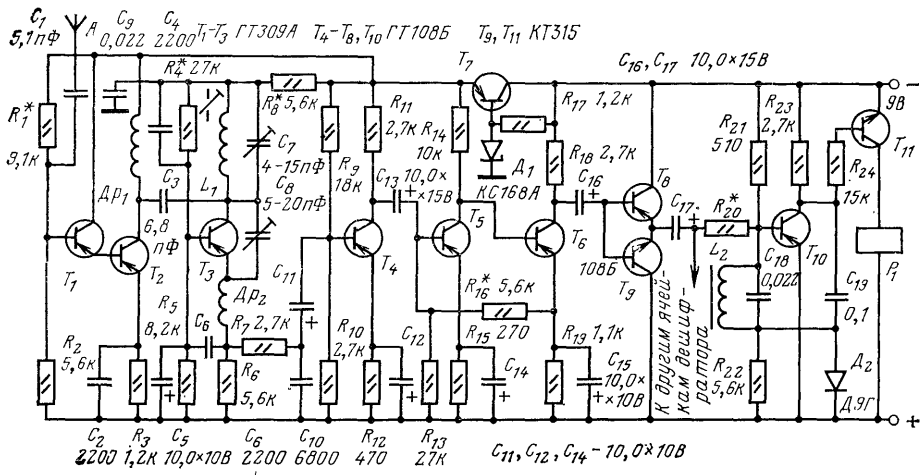 C1 5,1пФ
A
C9 0,022
C4 2200
T1-T3 ГТ309А T4-T8, T10 ГТ108Б T9, T11 КТ315
R1* 9,1к
R4* 27к
R8* 5,6к
T7
C16, C17 10,0×15В
R17 1,2к
−
9В
R11 2,7к
R14 10к
R21 510
R23 2,7к
T11
C7 4-15пФ
R9 18к
Д1 КС168А
R18 2,7к
R24 15к
ДР1
C3 6,8 пФ
L1
C8 5-20пФ
C13 10,0××15В
C16
T8
C17
R20*
P1
T1
T2
T3
T4
T5
T6
108Б
T9
L2
C18 0,022
T10
C19 0,1
ДР2
C11
R16* 5,6к
R5 8,2к
C6
R7 2,7к
R10 2,7к
C12
R15 270
R19 1,1к
R2 5,6к
R6 5,6к
C14
C15 10,0××10В
К другим ячей-
кам дешиф-
ратора
R22 5,6к
Д2 Д9Г
+
C2 2200
R3 1,2к
C5 10,0×10В
C6 2200
C10 6800
R12 470
R13 27К
C11, C12, C14 – 10,0×10В